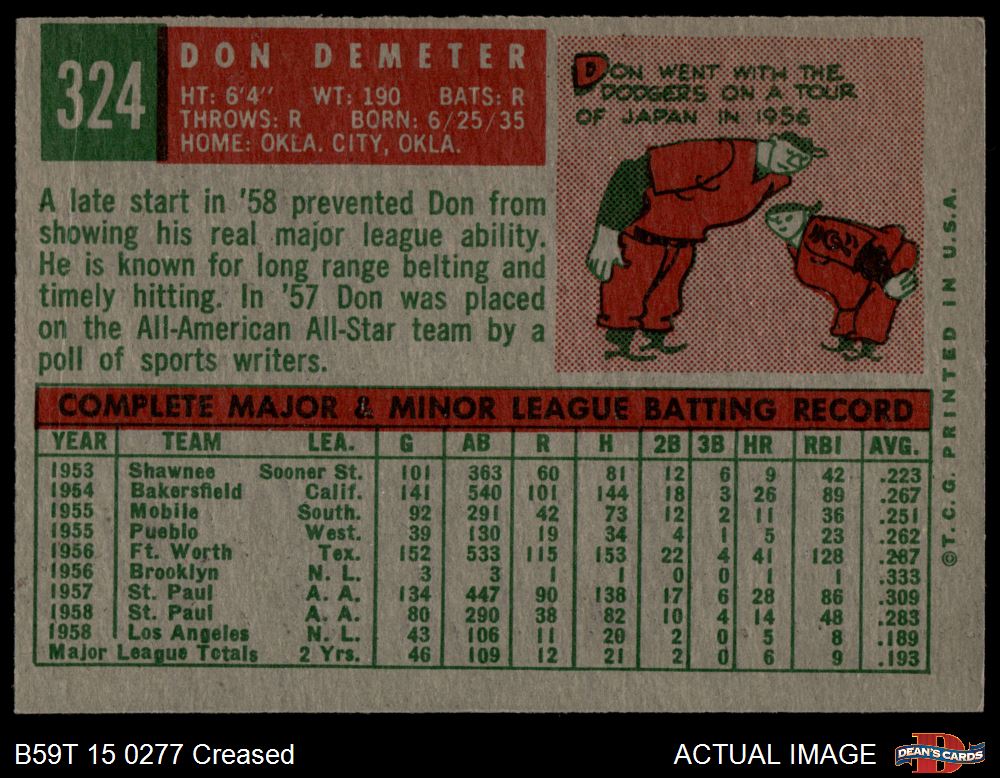 324
DON DEMETER
HT: 6'4" WT: 190 BATS: R
THROWS: R BORN: 6/25/35
HOME: OKLA. CITY, OKLA.
DON WENT WITH THE
DODGERS ON A TOUR
OF JAPAN IN 1956
A late start in '58 prevented Don from
showing his real major league ability.
He is known for long range belting and
timely hitting. In '57 Don was placed
on the All-American All-Star team by a
poll of sports writers.
COMPLETE MAJOR & MINOR LEAGUE BATTING RECORD
YEAR TEAM LEA. G AB R H 2B 3B HR RBI AVG.
1953 Shawnee Sooner St. 101 363 60 81 12 6 9 42 .223
1954 Bakersfield Calif. 141 540 101 144 18 3 26 89 .267
1955 Mobile South. 92 291 42 73 12 2 11 36 .251
1955 Pueblo West. 39 130 19 34 4 1 5 23 .262
1956 Ft. Worth Tex. 152 533 115 153 22 4 41 128 .287
1956 Brooklyn N. L. 3 3 1 1 0 0 1 1 .333
1957 St. Paul A. A. 134 447 90 138 17 6 28 86 .309
1958 St. Paul A. A. 80 290 38 82 10 4 14 48 .283
1958 Los Angeles N. L. 43 106 11 20 2 0 5 8 .189
Major League Totals 2 Yrs. 46 109 12 21 2 0 6 9 .193
©T.C.G. PRINTED IN U.S.A.
B59T 15 0277 Creased
ACTUAL IMAGE
DEAN'S CARDS